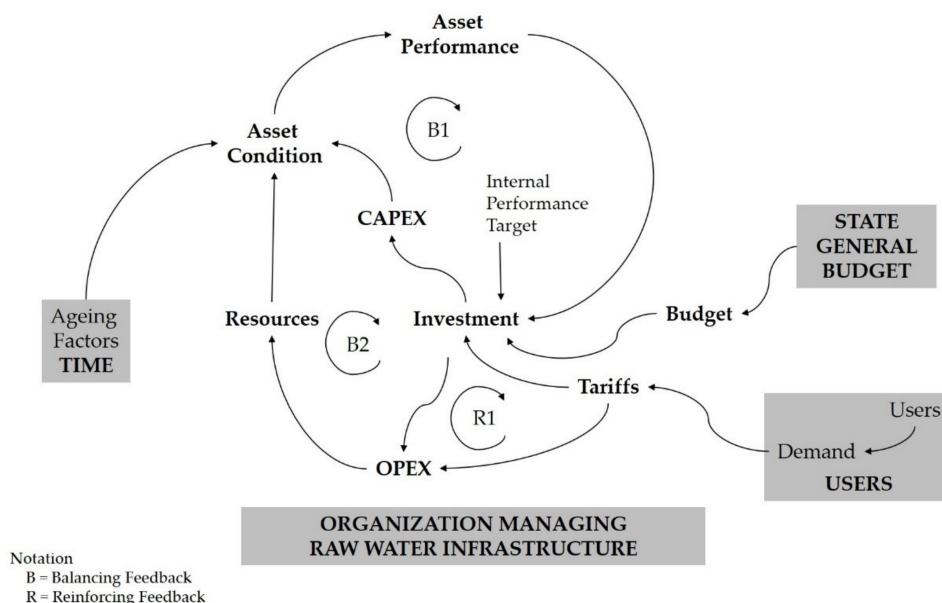 Asset
Performance
B1
Asset
Condition
Internal
Performance
Target
CAPEX
STATE
GENERAL
BUDGET
Ageing
Factors
TIME
Resources
B2
Investment
Budget
Tariffs
R1
Users
Demand
USERS
OPEX
ORGANIZATION MANAGING
RAW WATER INFRASTRUCTURE
Notation
B = Balancing Feedback
R = Reinforcing Feedback